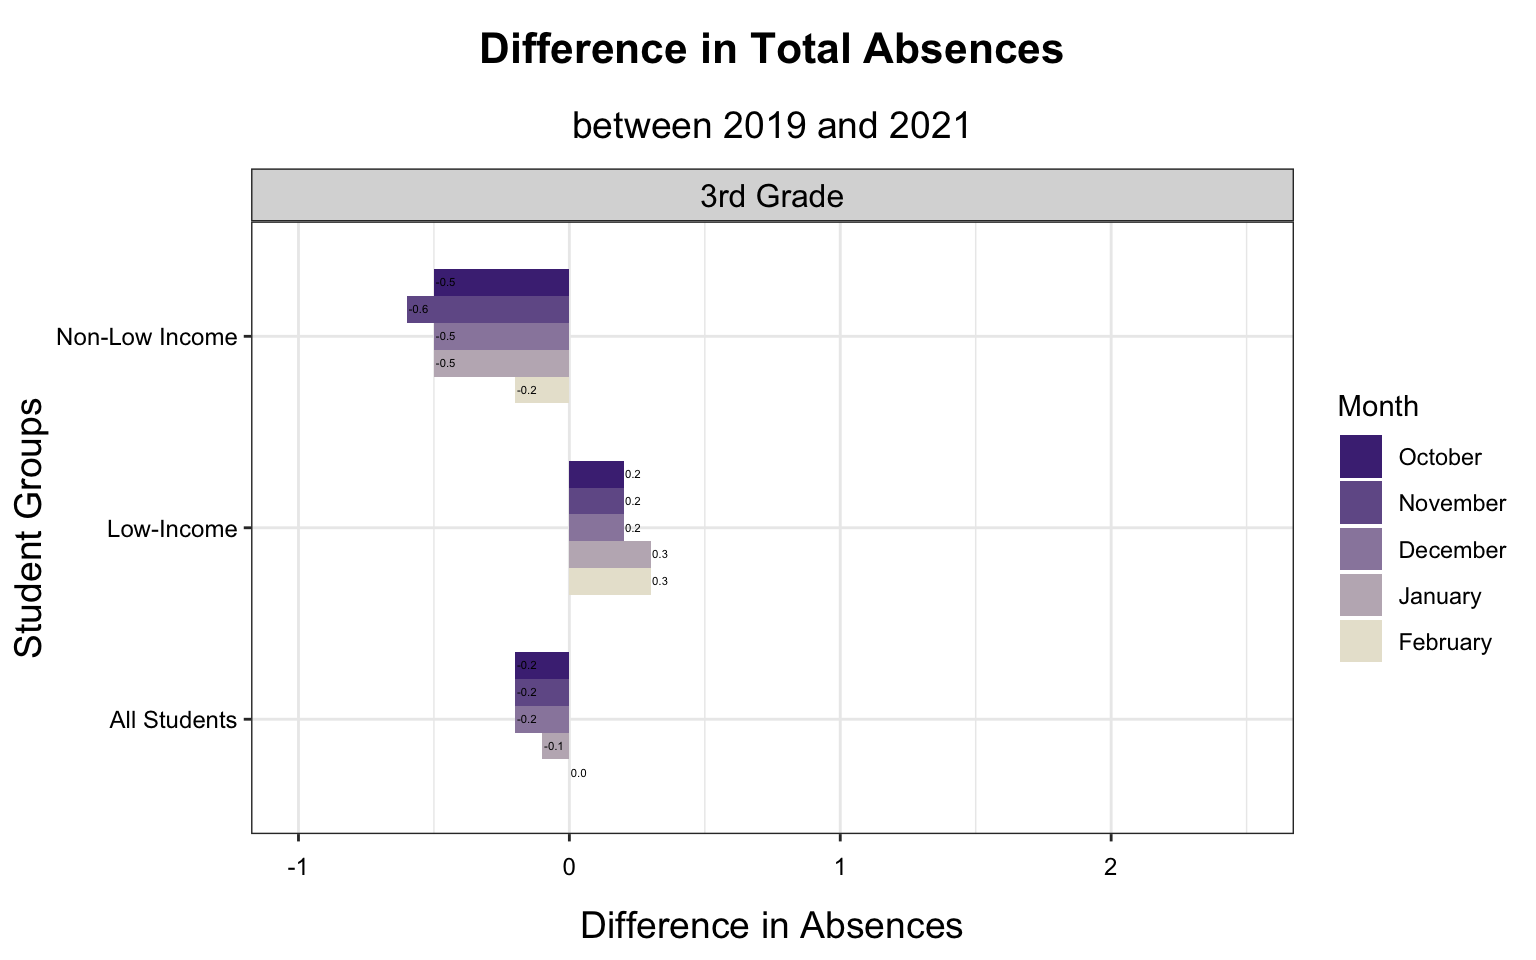 Difference in Total Absences
between 2019 and 2021
3rd Grade
Student Groups
Non-Low Income
-0.5
-0.6
-0.5
-0.5
-0.2
Low-Income
0.2
0.2
0.2
0.3
0.3
All Students
-0.2
-0.2
-0.2
-0.1
0.0
-1 0 1 2
Difference in Absences
Month
October
November
December
January
February